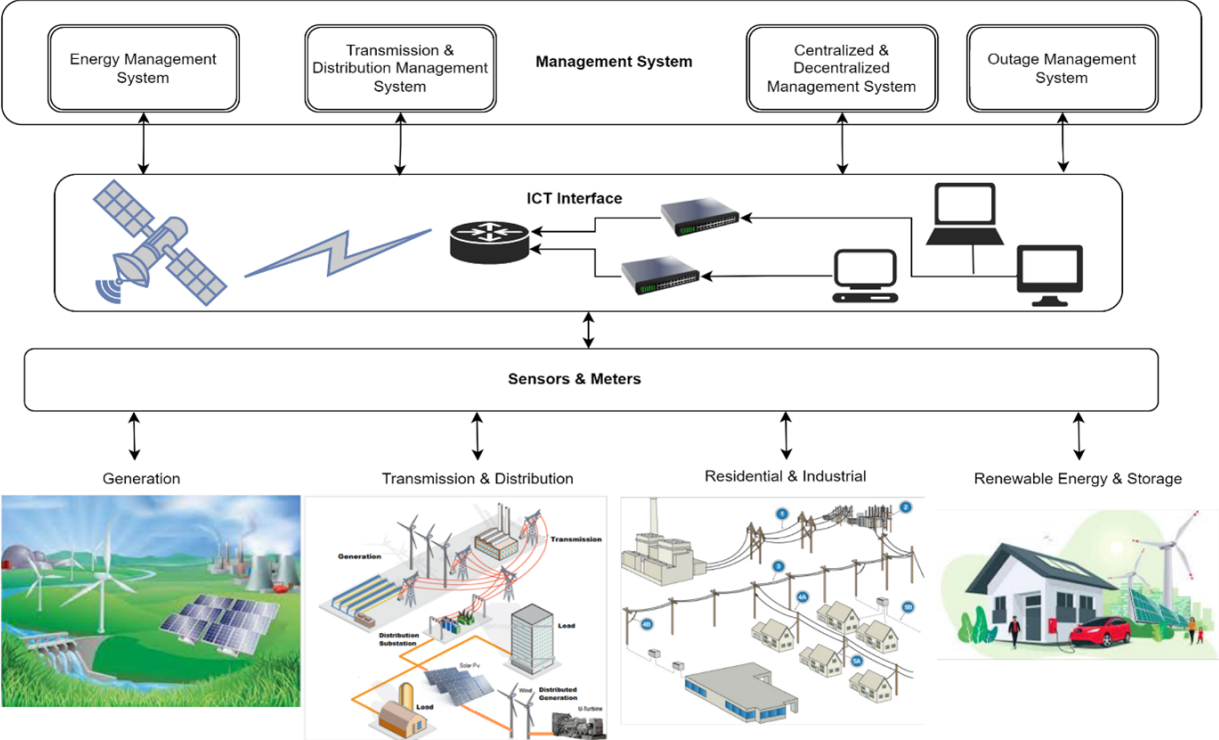 Energy Management
System
Transmission &
Distribution Management
System
Management System
Centralized &
Decentralized
Management System
Outage Management
System
ICT Interface
Sensors & Meters
Generation
Transmission & Distribution
Residential & Industrial
Renewable Energy & Storage
Generation
Transmission
Distribution
Substation
Load
Solar Pv
Wind
Distributed
Generation
U-Turbine
Load
1
2
3
4A
4B
5B
5A